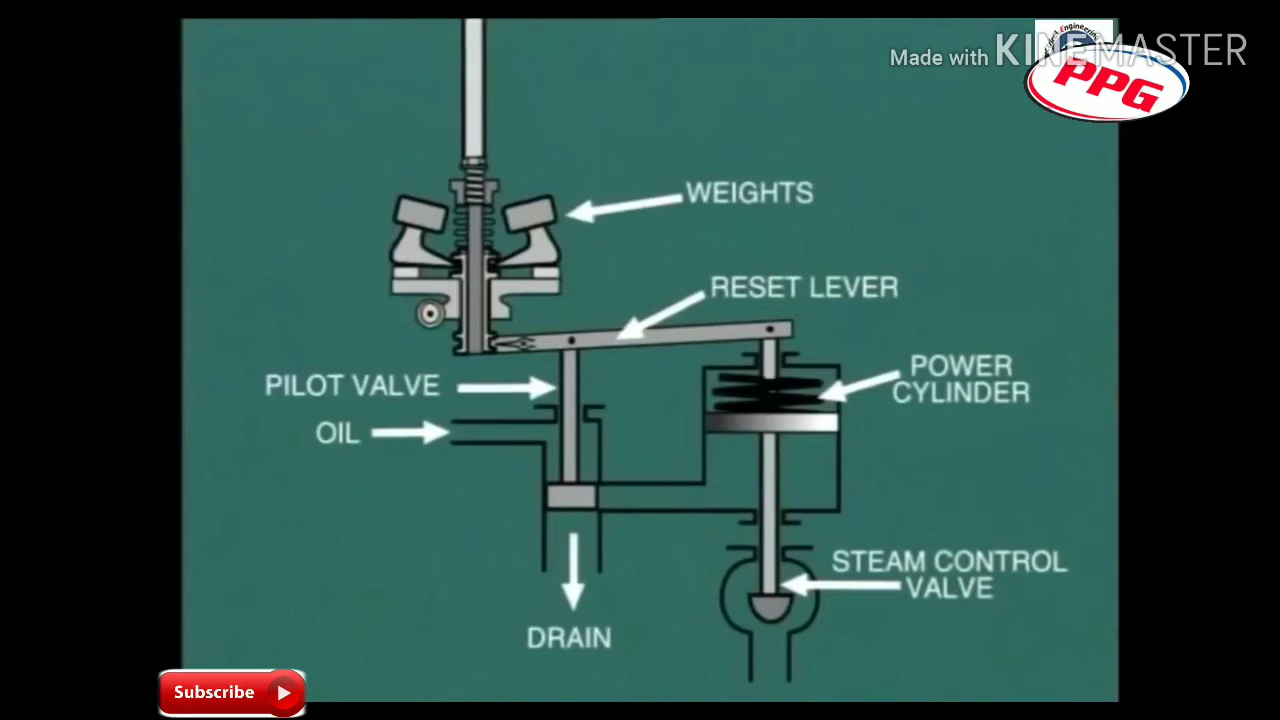 Made with KINEMASTER
PPG
WEIGHTS
RESET LEVER
POWER
CYLINDER
PILOT VALVE
OIL
STEAM CONTROL
VALVE
DRAIN
Subscribe